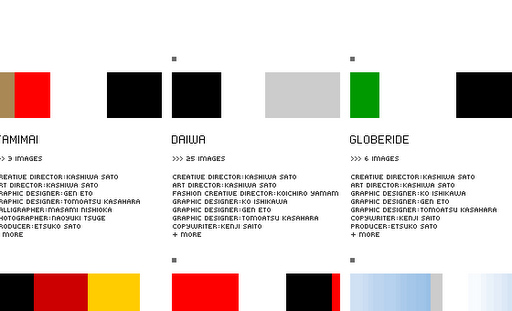 TAMIMAI
>> 3 IMAGES
CREATIVE DIRECTOR:KASHIWA SATO
ART DIRECTOR:KASHIWA SATO
GRAPHIC DESIGNER:GEN ETO
GRAPHIC DESIGNER:TOMOATSU KASAHARA
CALLIGRAPHER:MASAMI NISHIOKA
PHOTOGRAPHER:NAOYUKI TSUGE
PRODUCER:ETSUKO SATO
MORE
DAIWA
>>> 25 IMAGES
CREATIVE DIRECTOR:KASHIWA SATO
ART DIRECTOR:KASHIWA SATO
FASHION CREATIVE DIRECTOR:KOICHIRO YAMAM
GRAPHIC DESIGNER:KO ISHIKAWA
GRAPHIC DESIGNER:GEN ETO
GRAPHIC DESIGNER:TOMOATSU KASAHARA
COPYWRITER:KENJI SAITO
+ MORE
GLOBERIDE
>>> 6 IMAGES
CREATIVE DIRECTOR:KASHIWA SATO
ART DIRECTOR:KASHIWA SATO
GRAPHIC DESIGNER:KO ISHIKAWA
GRAPHIC DESIGNER:GEN ETO
GRAPHIC DESIGNER:TOMOATSU KASAHARA
COPYWRITER:KENJI SAITO
PRODUCER:ETSUKO SATO
+ MORE